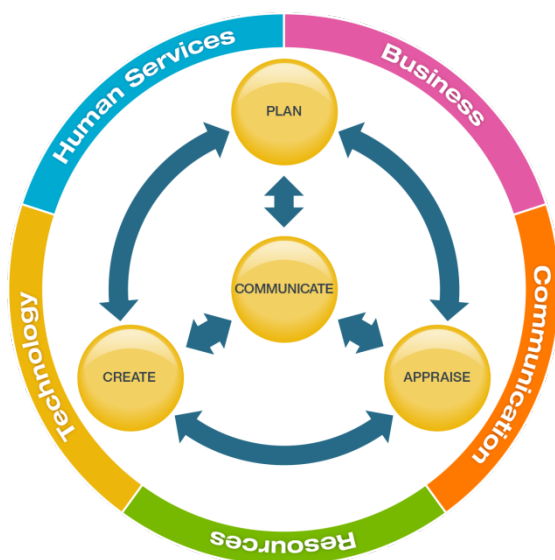 Human Services
Business
PLAN
COMMUNICATE
CREATE
APPRAISE
Technology
Communication
Resources